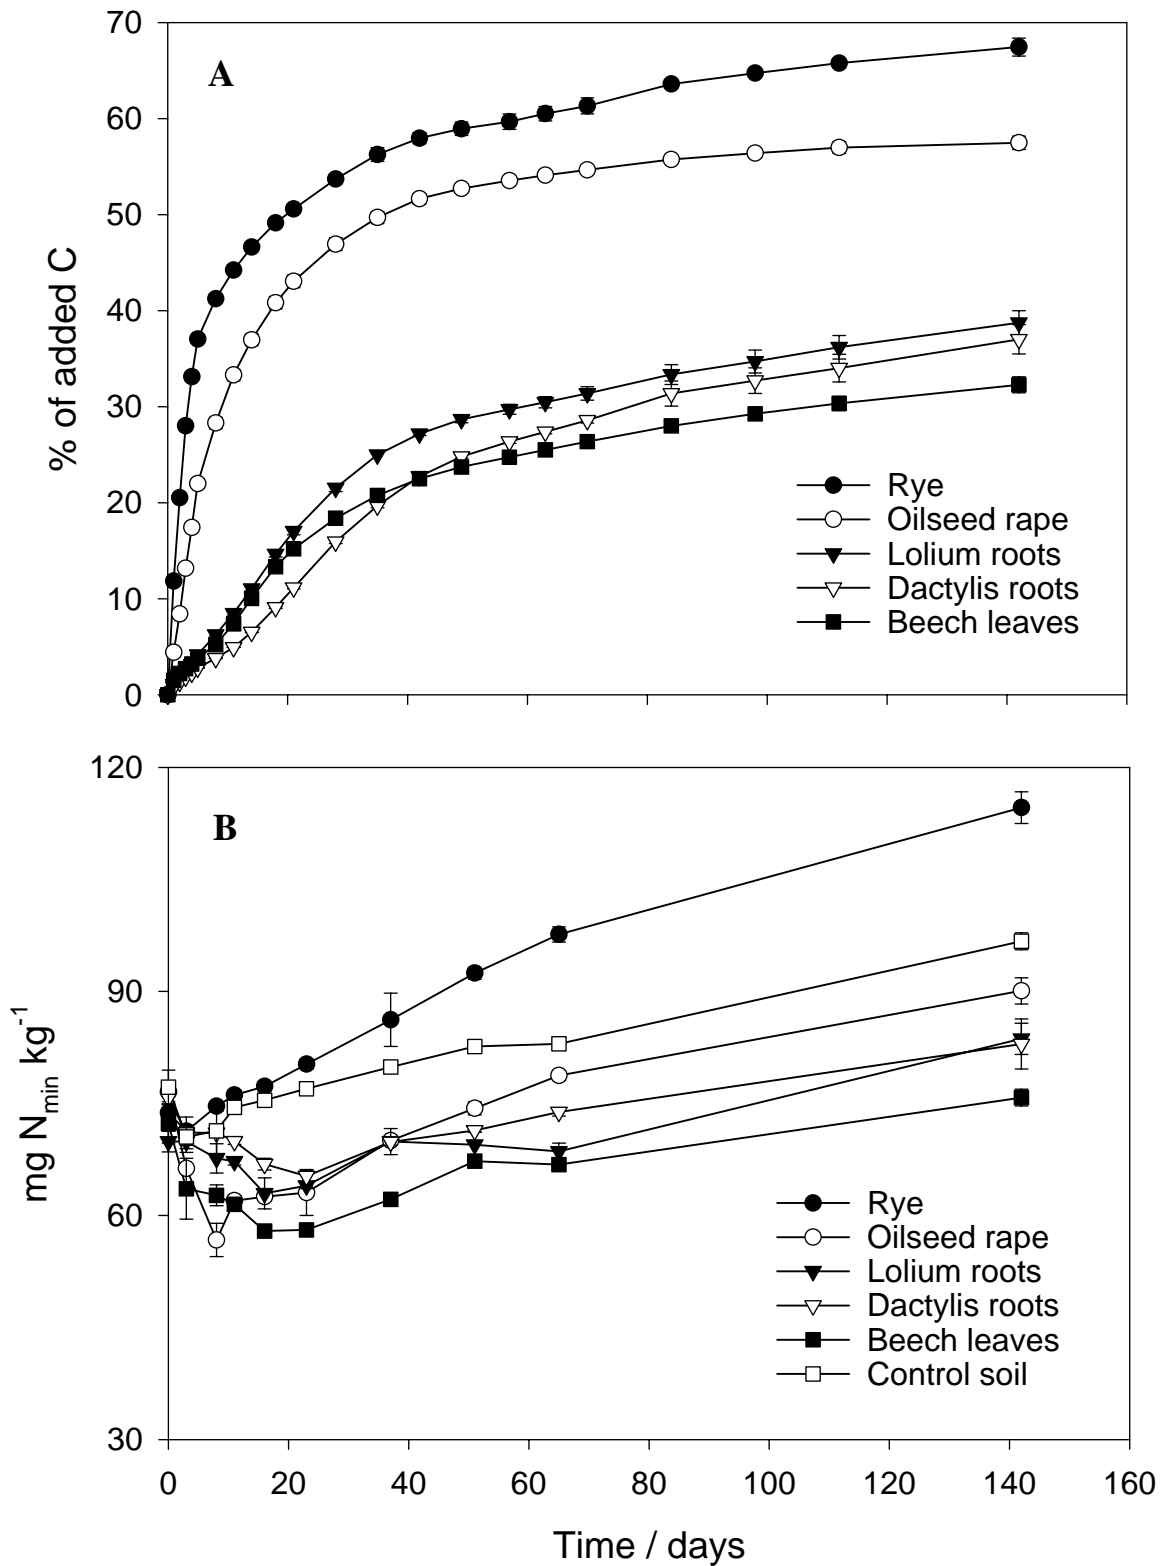 70
A
60
50
40
30
20
10
0
% of added C
Rye
Oilseed rape
Lolium roots
Dactylis roots
Beech leaves
120
B
90
60
30
mg N_min kg^-1
Rye
Oilseed rape
Lolium roots
Dactylis roots
Beech leaves
Control soil
0 20 40 60 80 100 120 140 160
Time / days